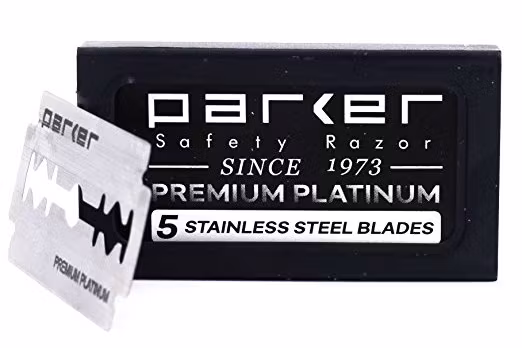 parker
Safety Razor
SINCE 1973
PREMIUM PLATINUM
5 STAINLESS STEEL BLADES
parker
PREMIUM PLATINUM